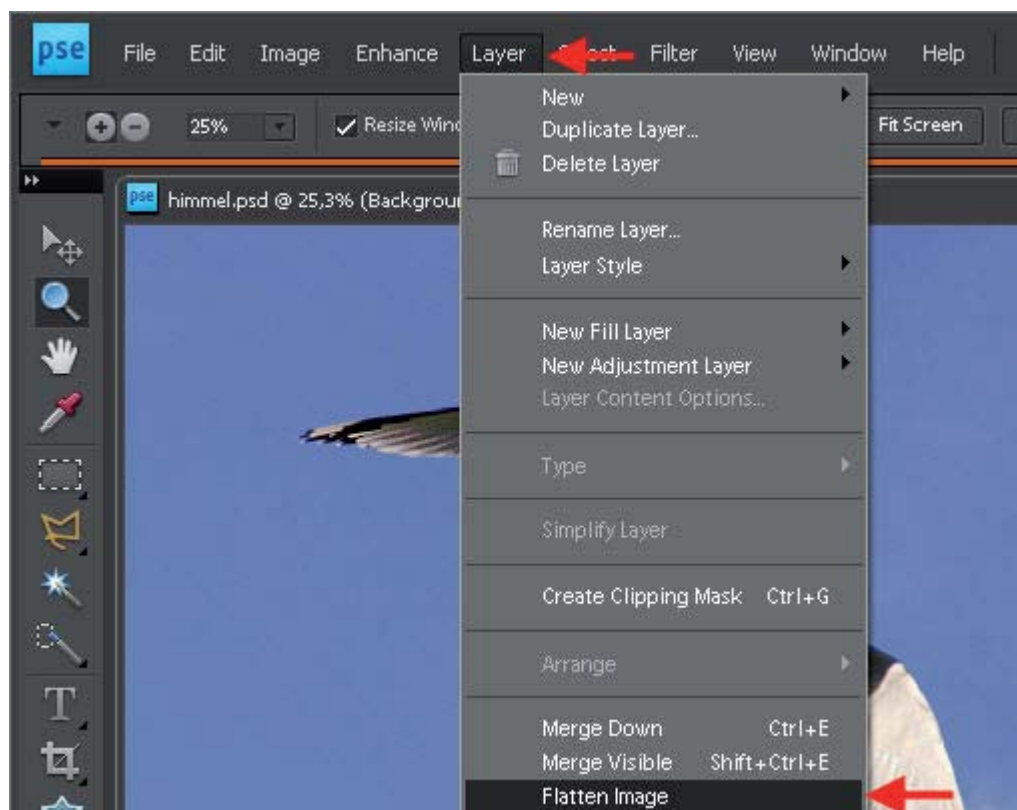 pse File Edit Image Enhance Layer Filter View Window Help
25% Resize Wind Fit Screen
pse himmel.psd @ 25,3% (Backgrou
New
Duplicate Layer...
Delete Layer
Rename Layer...
Layer Style
New Fill Layer
New Adjustment Layer
Layer Content Options...
Type
Simplify Layer
Create Clipping Mask Ctrl+G
Arrange
Merge Down Ctrl+E
Merge Visible Shift+Ctrl+E
Flatten Image
T